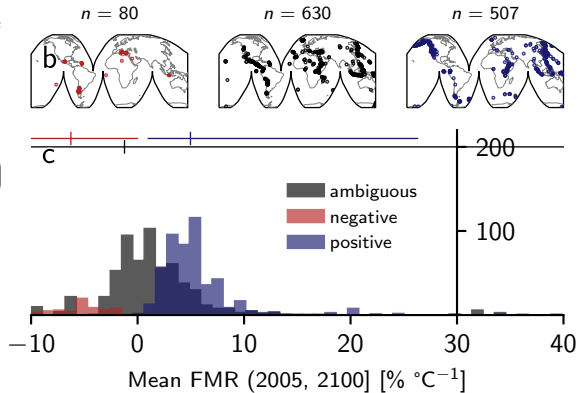 n = 80
n = 630
n = 507
b
c
200
ambiguous
negative
100
positive
−10
0
10
20
30
40
Mean FMR (2005, 2100) [% °C⁻¹]